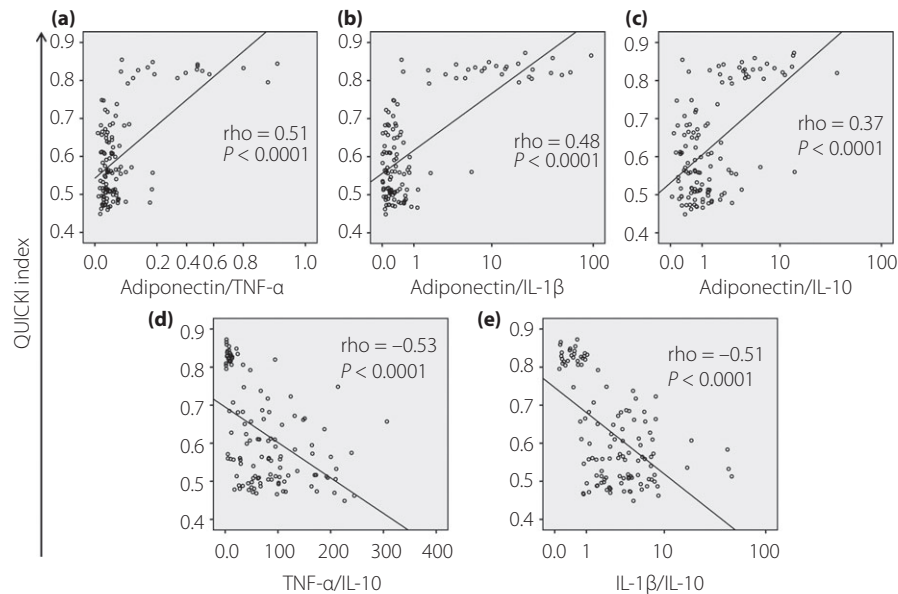 QUICKI index
(a)
0.9
0.8
0.7
0.6
0.5
0.4
rho = 0.51
P < 0.0001
0.0 0.2 0.4 0.6 0.8 1.0
Adiponectin/TNF-α
(b)
0.9
0.8
0.7
0.6
0.5
0.4
rho = 0.48
P < 0.0001
0.0 1 10 100
Adiponectin/IL-1β
(c)
0.9
0.8
0.7
0.6
0.5
0.4
rho = 0.37
P < 0.0001
0.0 1 10 100
Adiponectin/IL-10
(d)
0.9
0.8
0.7
0.6
0.5
0.4
rho = –0.53
P < 0.0001
0.0 100 200 300 400
TNF-α/IL-10
(e)
0.9
0.8
0.7
0.6
0.5
0.4
rho = –0.51
P < 0.0001
0.0 1 10 100
IL-1β/IL-10